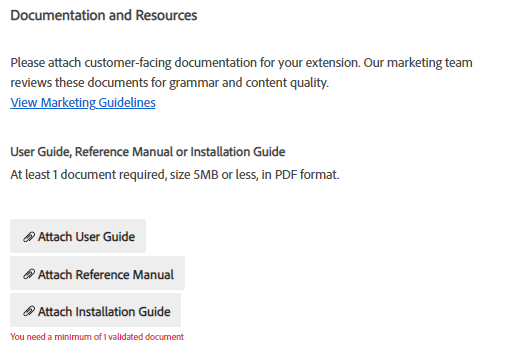 Documentation and Resources
Please attach customer-facing documentation for your extension. Our marketing team
reviews these documents for grammar and content quality.
View Marketing Guidelines
User Guide, Reference Manual or Installation Guide
At least 1 document required, size 5MB or less, in PDF format.
Attach User Guide
Attach Reference Manual
Attach Installation Guide
You need a minimum of 1 validated document